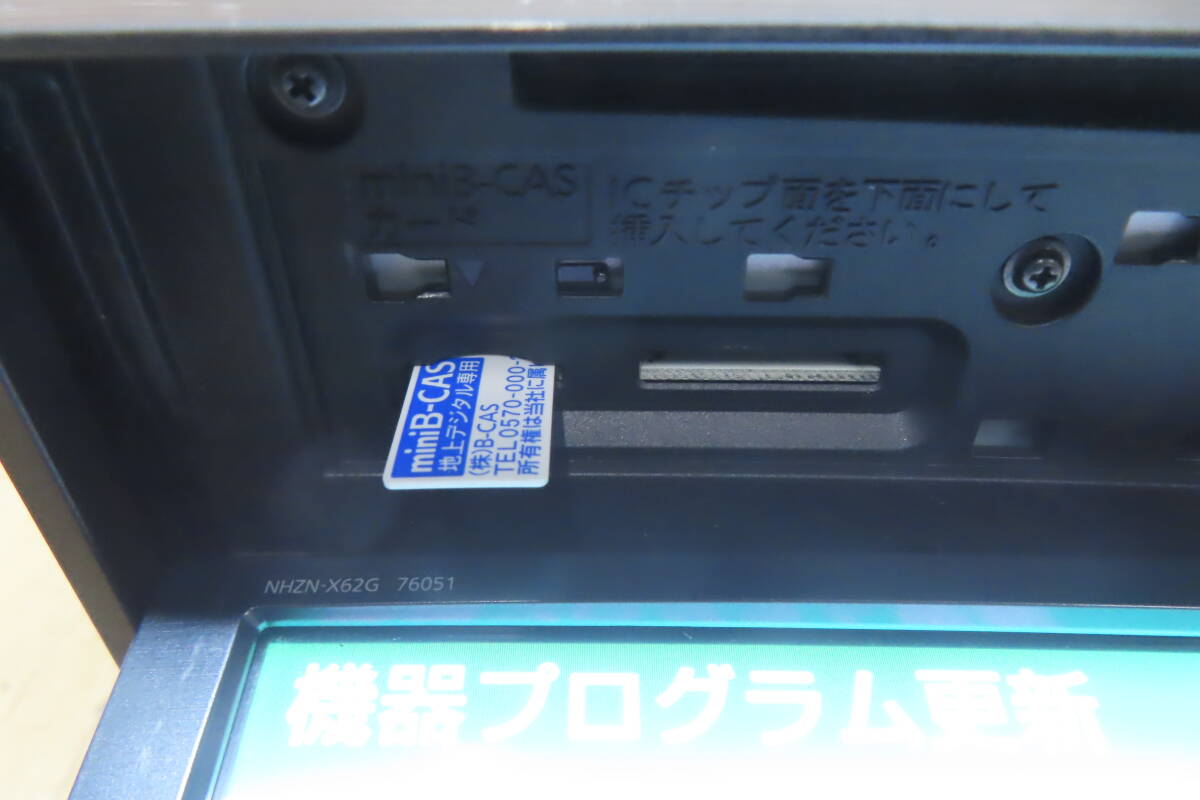 miniB-CAS
カード
ICチップ面を下面にして
挿入してください。
miniB-CAS
地上デジタル専用
(株)B-CAS
TEL0570-000-
所有権は当社に属
NHZN-X62G 76051
機器プログラム更新